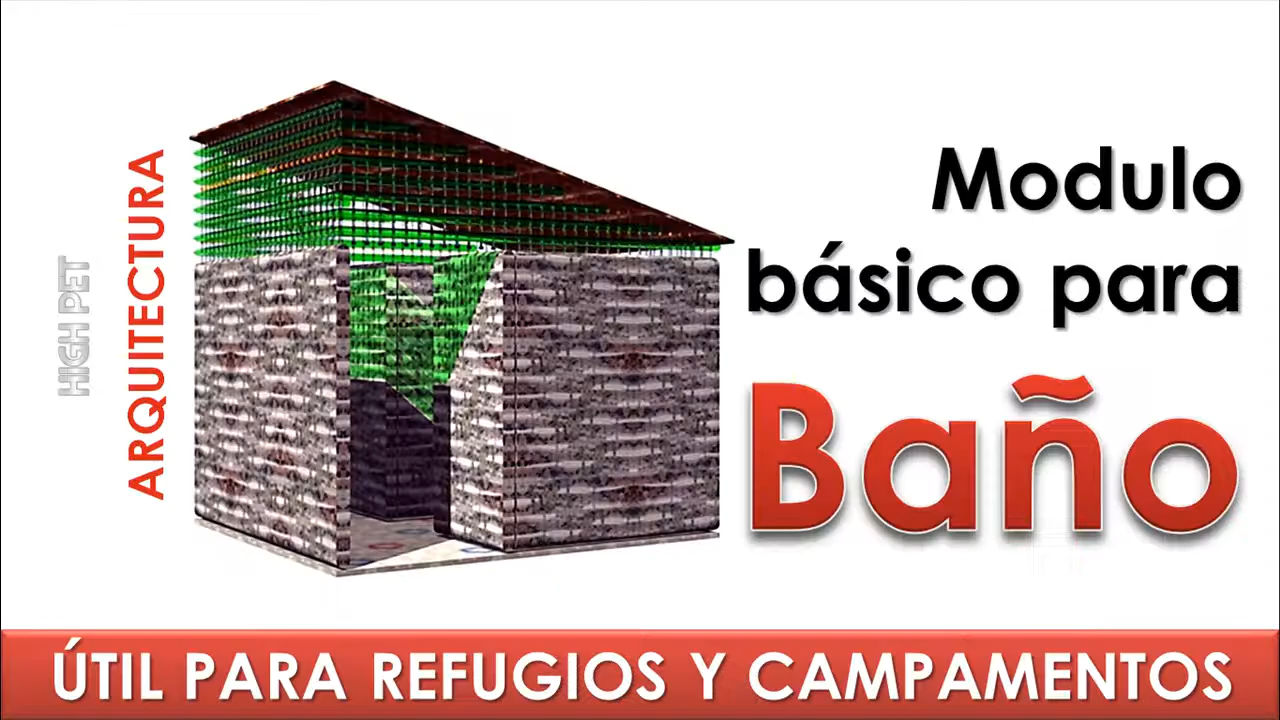 HIGH PET
ARQUITECTURA
Modulo
básico para
Baño
ÚTIL PARA REFUGIOS Y CAMPAMENTOS